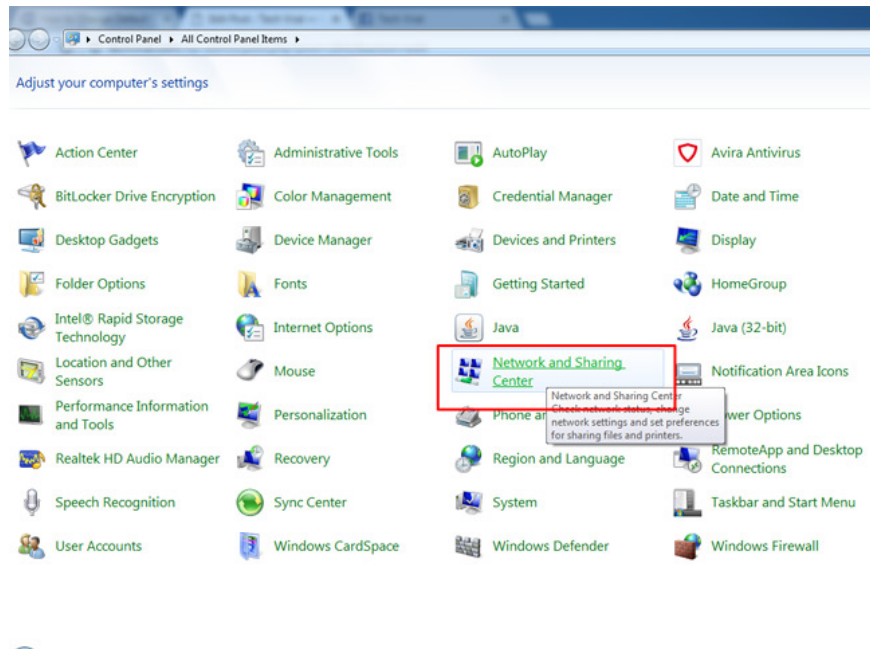 Control Panel ▸ All Control Panel Items ▸
Adjust your computer's settings
Action Center
Administrative Tools
AutoPlay
Avira Antivirus
BitLocker Drive Encryption
Color Management
Credential Manager
Date and Time
Desktop Gadgets
Device Manager
Devices and Printers
Display
Folder Options
Fonts
Getting Started
HomeGroup
Intel® Rapid Storage
Technology
Internet Options
Java
Java (32-bit)
Location and Other
Sensors
Mouse
Network and Sharing
Center
Notification Area Icons
Network and Sharing Center
Check network status, change
network settings and set preferences
for sharing files and printers.
Performance Information
and Tools
Personalization
Phone
Options
Realtek HD Audio Manager
Recovery
Region and Language
RemoteApp and Desktop
Connections
Speech Recognition
Sync Center
System
Taskbar and Start Menu
User Accounts
Windows CardSpace
Windows Defender
Windows Firewall